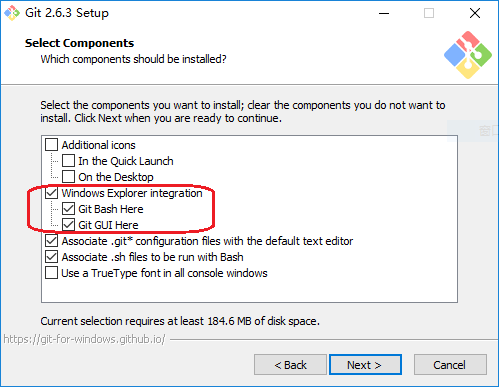 Git 2.6.3 Setup
Select Components
Which components should be installed?
Select the components you want to install; clear the components you do not want to
install. Click Next when you are ready to continue.
Additional icons
In the Quick Launch
On the Desktop
Windows Explorer integration
Git Bash Here
Git GUI Here
Associate .git* configuration files with the default text editor
Associate .sh files to be run with Bash
Use a TrueType font in all console windows
Current selection requires at least 184.6 MB of disk space.
https://git-for-windows.github.io/
< Back
Next >
Cancel